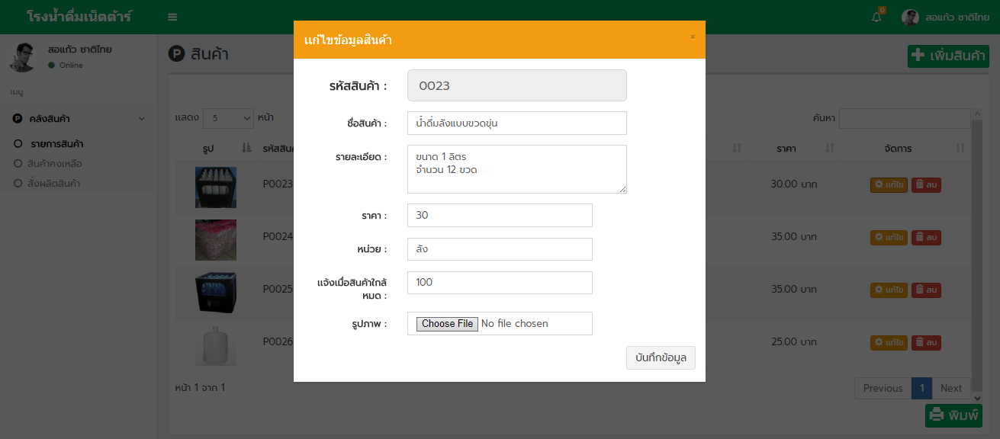 โรงน้ำดื่มเน็ตต้าร์
0
สอแก้ว ชาติไทย
สอแก้ว ชาติไทย
Online
เมนู
คลังสินค้า
รายการสินค้า
สินค้าคงเหลือ
สั่งผลิตสินค้า
P สินค้า
เพิ่มสินค้า
แสดง 5 หน้า
ค้นหา
รูป รหัสสินค้า ราคา จัดการ
P0023 30.00 บาท แก้ไข ลบ
P0024 35.00 บาท แก้ไข ลบ
P0025 35.00 บาท แก้ไข ลบ
P0026 25.00 บาท แก้ไข ลบ
หน้า 1 จาก 1
Previous 1 Next
พิมพ์
แก้ไขข้อมูลสินค้า
×
รหัสสินค้า : 0023
ชื่อสินค้า : น้ำดื่มลังแบบขวดขุ่น
รายละเอียด : ขนาด 1 ลิตร
จำนวน 12 ขวด
ราคา : 30
หน่วย : ลัง
แจ้งเมื่อสินค้าใกล้
หมด : 100
รูปภาพ : Choose File No file chosen
บันทึกข้อมูล